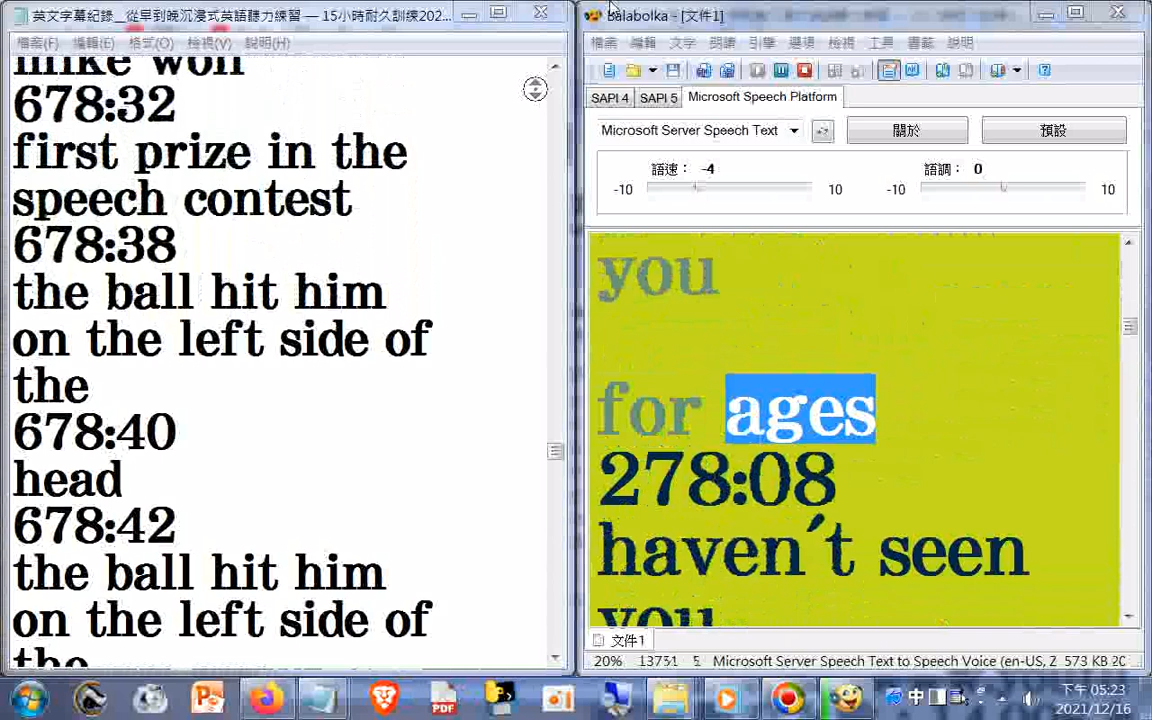 英文字幕紀錄__從早到晚沉浸式英語聽力練習 — 15小時耐久訓練202...
檔案(F) 編輯(E) 格式(O) 檢視(V) 說明(H)
mike won
678:32
first prize in the
speech contest
678:38
the ball hit him
on the left side of
the
678:40
head
678:42
the ball hit him
on the left side of
the
Balabolka - [文件1]
檔案 編輯 文字 朗讀 引擎 選項 檢視 工具 書籤 說明
SAPI 4 SAPI 5 Microsoft Speech Platform
Microsoft Server Speech Text 關於 預設
語速： -4 語調： 0
-10 10 -10 10
you
for ages
278:08
haven't seen
you
文件1
20% 13751 Microsoft Server Speech Text to Speech Voice (en-US, 573 KB
PDF
中
下午 05:23
2021/12/16